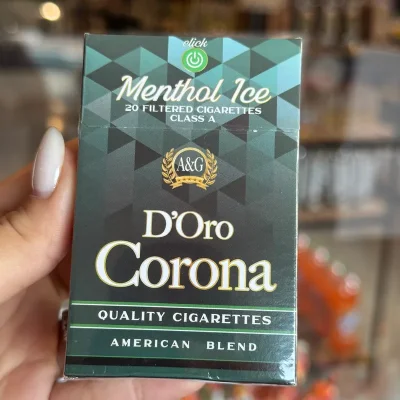 click
Menthol Ice
20 FILTERED CIGARETTES
CLASS A
A&G
D'Oro
Corona
QUALITY CIGARETTES
AMERICAN BLEND